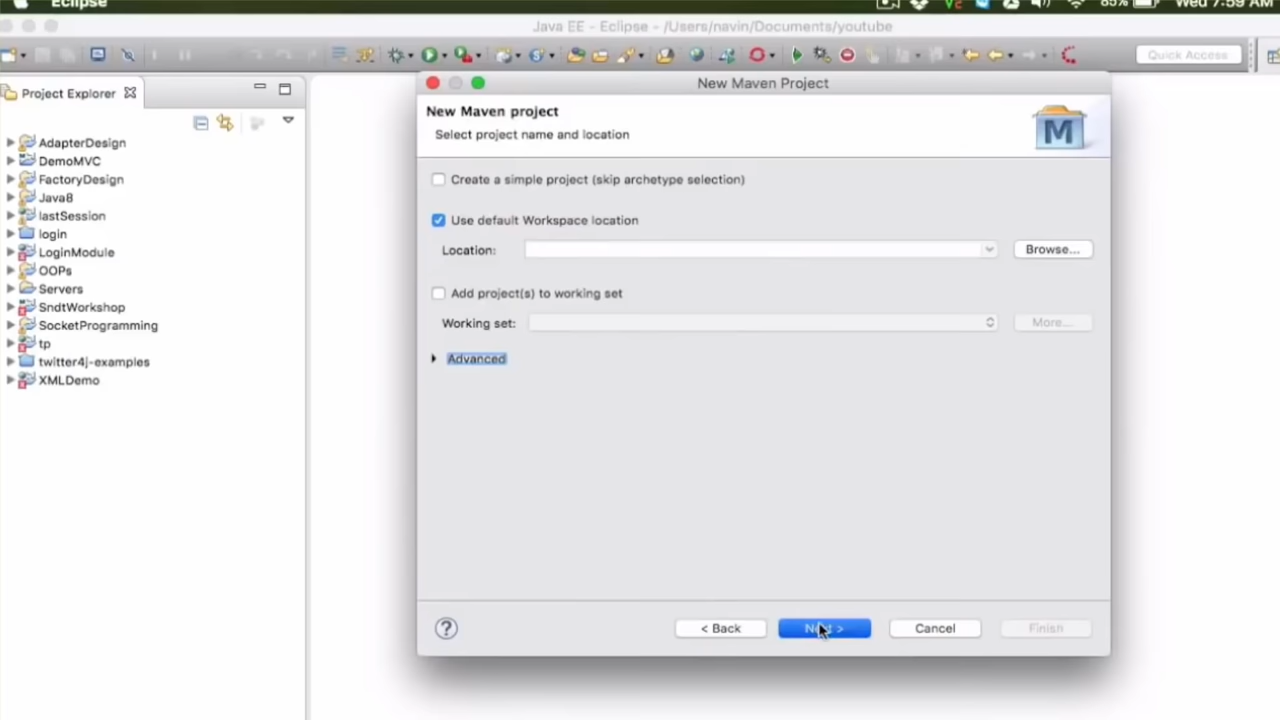 Eclipse
85%
Wed 7:59 AM
Java EE - Eclipse - /Users/navin/Documents/youtube
Quick Access
Project Explorer
AdapterDesign
DemoMVC
FactoryDesign
Java8
lastSession
login
LoginModule
OOPs
Servers
SndtWorkshop
SocketProgramming
tp
twitter4j-examples
XMLDemo
New Maven Project
New Maven project
Select project name and location
M
Create a simple project (skip archetype selection)
Use default Workspace location
Location:
Browse...
Add project(s) to working set
Working set:
More...
Advanced
?
< Back
Next >
Cancel
Finish